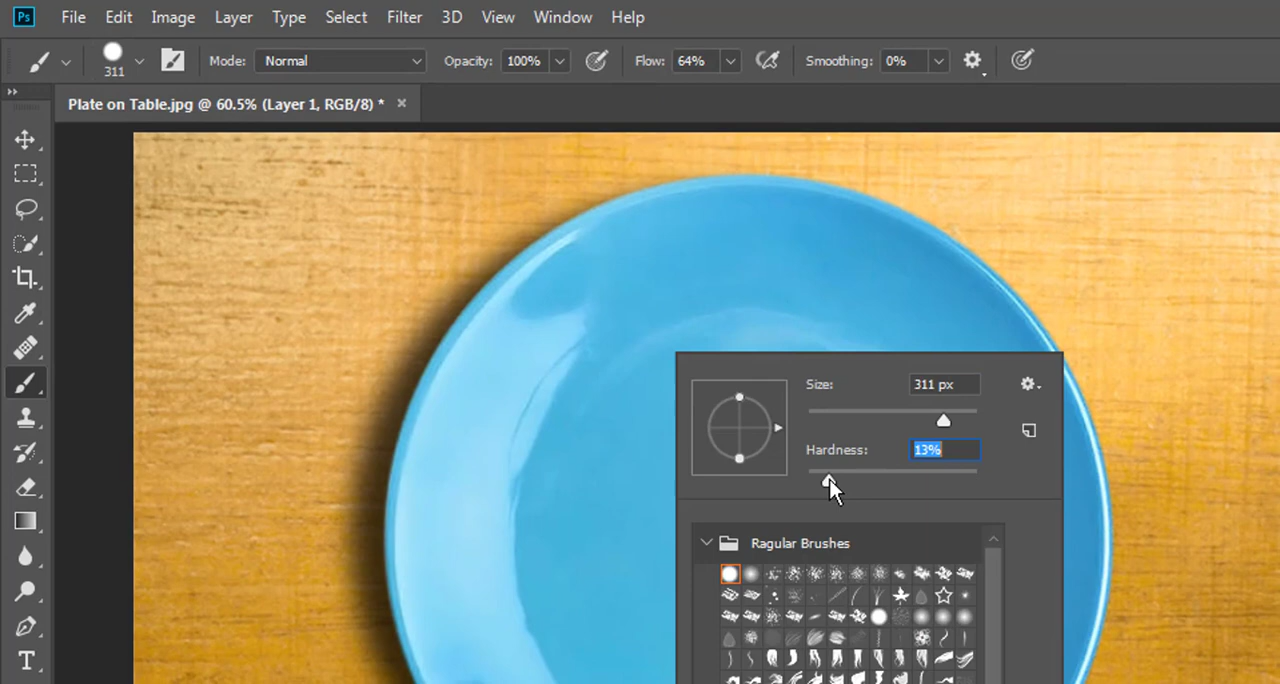 Ps File Edit Image Layer Type Select Filter 3D View Window Help
311 Mode: Normal Opacity: 100% Flow: 64% Smoothing: 0%
Plate on Table.jpg @ 60.5% (Layer 1, RGB/8) *
Size: 311 px
Hardness: 13%
Ragular Brushes